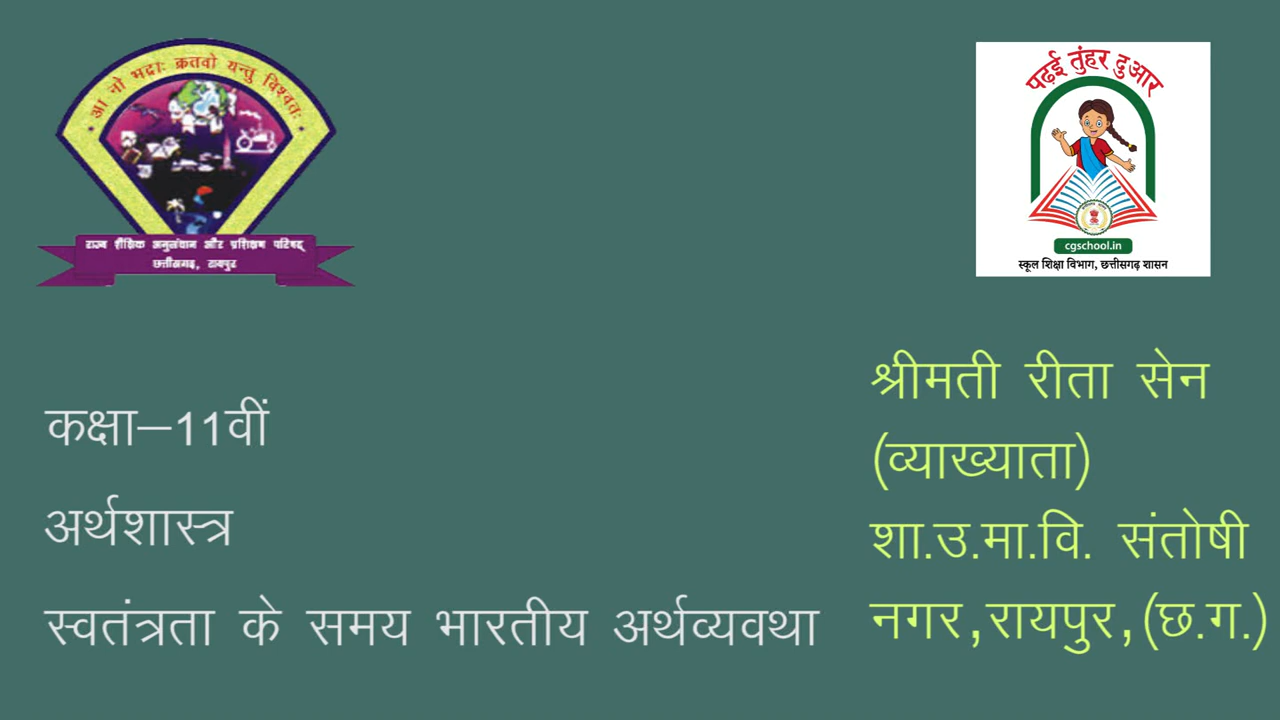 आ नो भद्राः क्रतवो यन्तु विश्वतः
राज्य शैक्षिक अनुसंधान और प्रशिक्षण परिषद्
छत्तीसगढ़, रायपुर
पढ़ई तुंहर दुआर
cgschool.in
स्कूल शिक्षा विभाग, छत्तीसगढ़ शासन
कक्षा–11वीं
अर्थशास्त्र
स्वतंत्रता के समय भारतीय अर्थव्यवथा
श्रीमती रीता सेन
(व्याख्याता)
शा.उ.मा.वि. संतोषी
नगर,रायपुर,(छ.ग.)